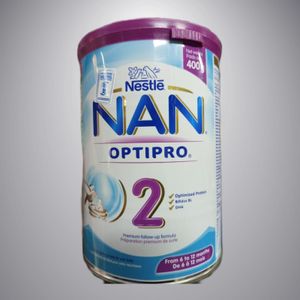 400
Nestlé
NAN
OPTIPRO®
2
Optimized Protein
Bifidus BL
DHA
Premium follow-up formula
Préparation premium de suite
From 6 to 12 months
De 6 à 12 mois